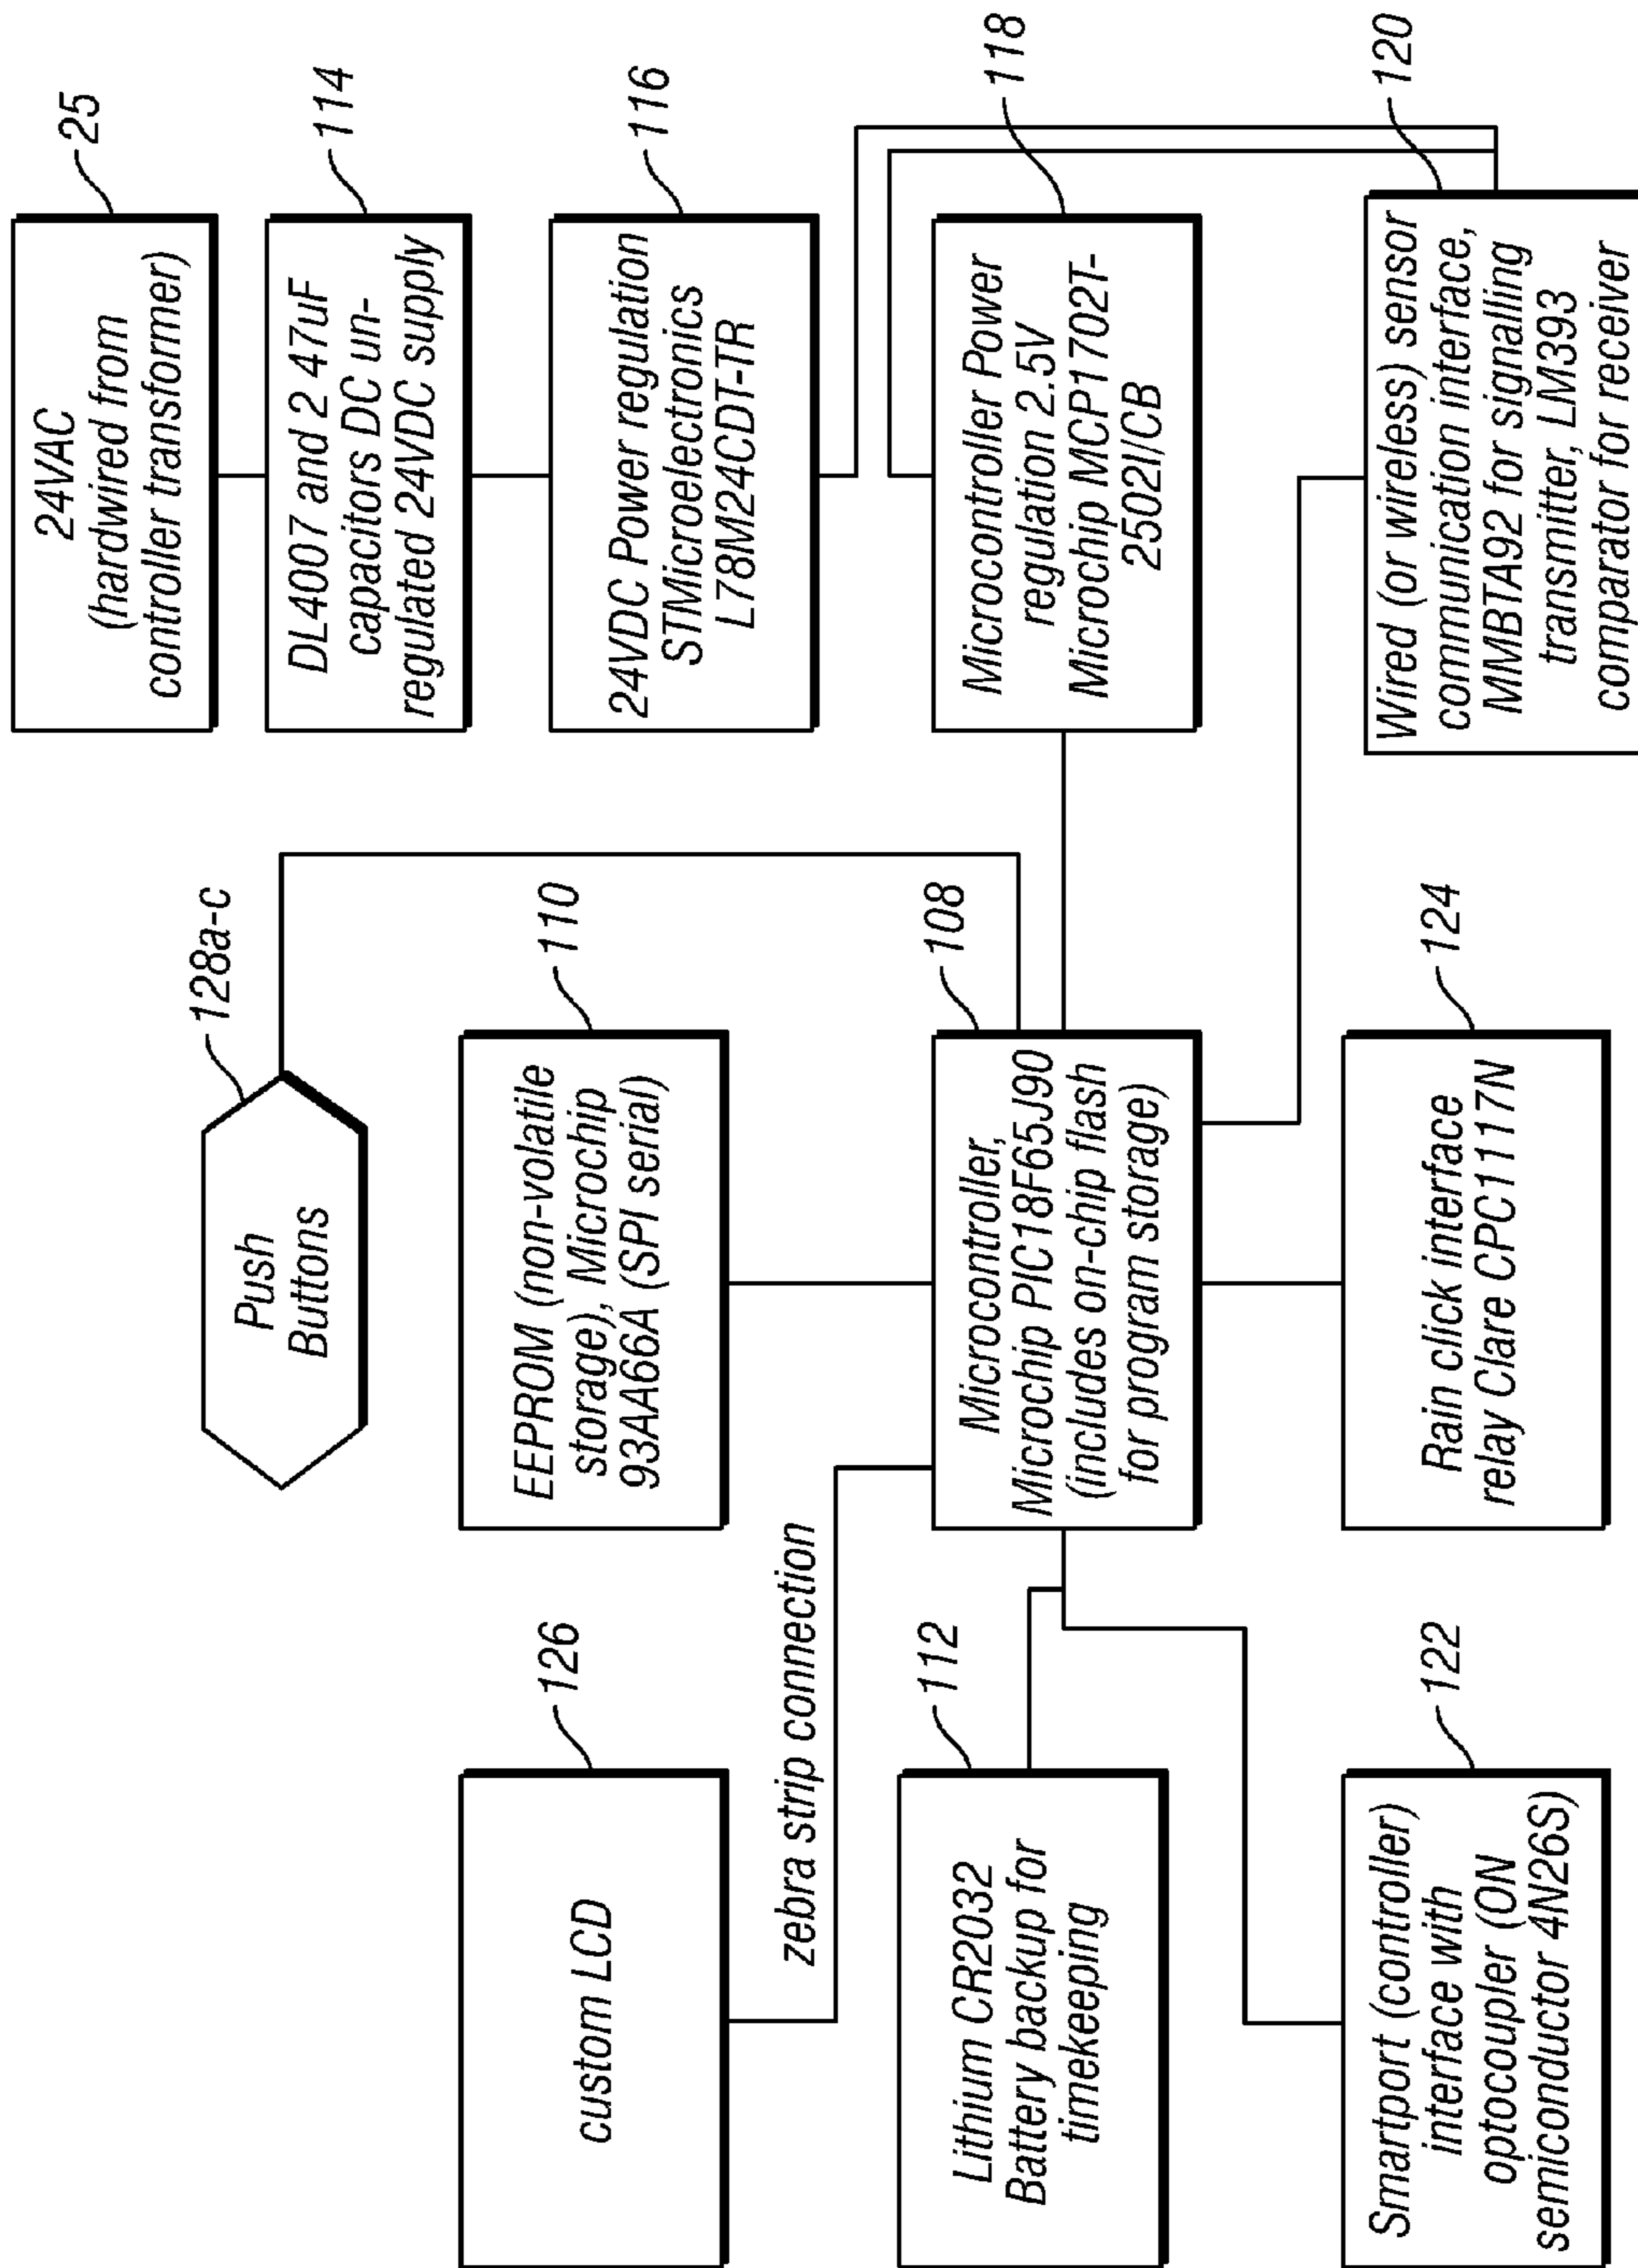 24VAC
(hardwired from
controller transformer)
25
DL4007 and 2 47uF
capacitors DC un-
regulated 24VDC supply
114
24VDC Power regulation
STMicroelectronics
L78M24CDT-TR
116
Microcontroller Power
regulation 2.5V
Microchip MCP1702T-
2502I/CB
118
Wired (or wireless) sensor
communication interface,
MMBTA92 for signalling
transmitter, LM393
comparator for receiver
120
Push
Buttons
128a-c
EEPROM (non-volatile
storage), Microchip
93AA66A (SPI serial)
110
Microcontroller,
Microchip PIC18F65J90
(includes on-chip flash
for program storage)
108
Rain click interface
relay Clare CPC1117N
124
custom LCD
126
zebra strip connection
Lithium CR2032
Battery backup for
timekeeping
112
Smartport (controller)
interface with
optocoupler (ON
semiconductor 4N26S)
122